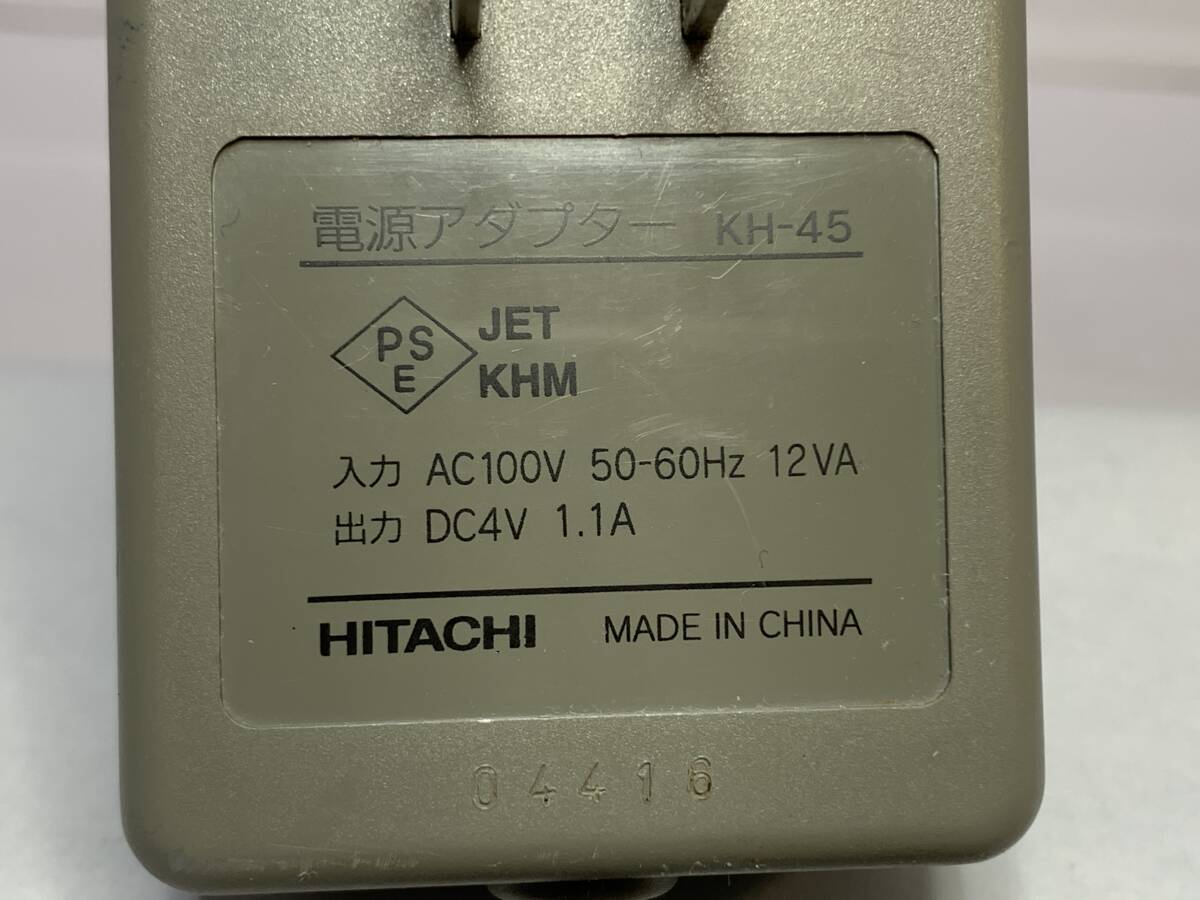 電源アダプター KH-45
PS E JET
KHM
入力 AC100V 50-60Hz 12VA
出力 DC4V 1.1A
HITACHI MADE IN CHINA
04416